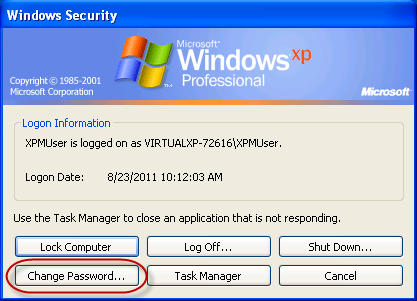 Windows Security
Microsoft®
Windows xp
Professional
Copyright © 1985-2001
Microsoft Corporation
Microsoft
Logon Information
XPMUser is logged on as VIRTUALXP-72616\XPMUser.
Logon Date: 8/23/2011 10:12:03 AM
Use the Task Manager to close an application that is not responding.
Lock Computer Log Off... Shut Down...
Change Password... Task Manager Cancel